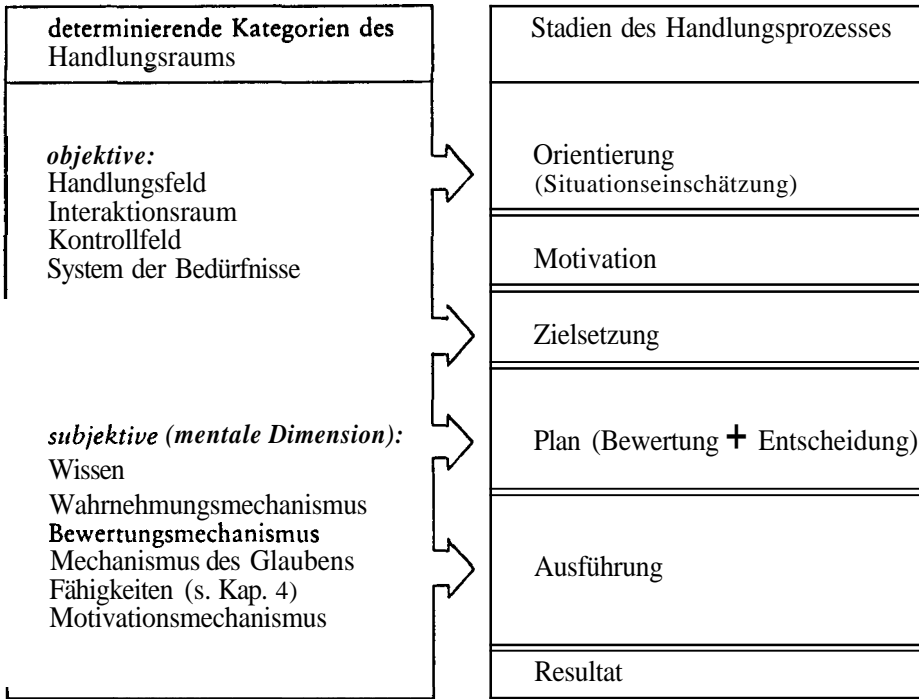 determinierende Kategorien des
Handlungsraums
objektive:
Handlungsfeld
Interaktionsraum
Kontrollfeld
System der Bedürfnisse
subjektive (mentale Dimension):
Wissen
Wahrnehmungsmechanismus
Bewertungsmechanismus
Mechanismus des Glaubens
Fähigkeiten (s. Kap. 4)
Motivationsmechanismus
Stadien des Handlungsprozesses
Orientierung
(Situationseinschätzung)
Motivation
Zielsetzung
Plan (Bewertung + Entscheidung)
Ausführung
Resultat